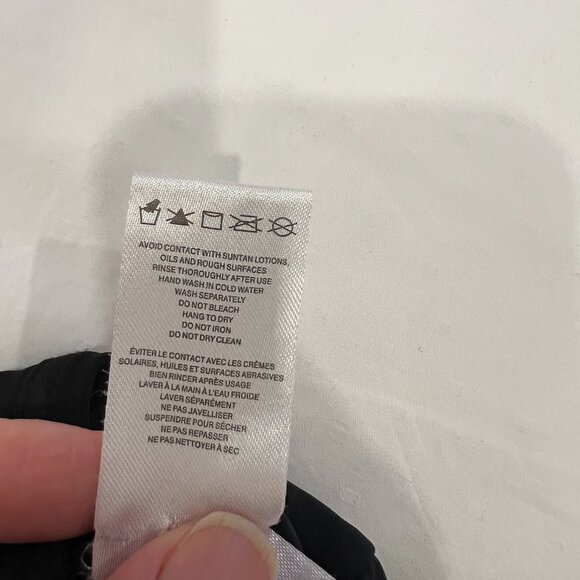 AVOID CONTACT WITH SUNTAN LOTIONS,
OILS AND ROUGH SURFACES
RINSE THOROUGHLY AFTER USE
HAND WASH IN COLD WATER
WASH SEPARATELY
DO NOT BLEACH
HANG TO DRY
DO NOT IRON
DO NOT DRY CLEAN
ÉVITER LE CONTACT AVEC LES CRÈMES
SOLAIRES, HUILES ET SURFACES ABRASIVES
BIEN RINCER APRÈS USAGE
LAVER À LA MAIN À L'EAU FROIDE
LAVER SÉPARÉMENT
NE PAS JAVELLISER
SUSPENDRE POUR SÉCHER
NE PAS REPASSER
NE PAS NETTOYER À SEC